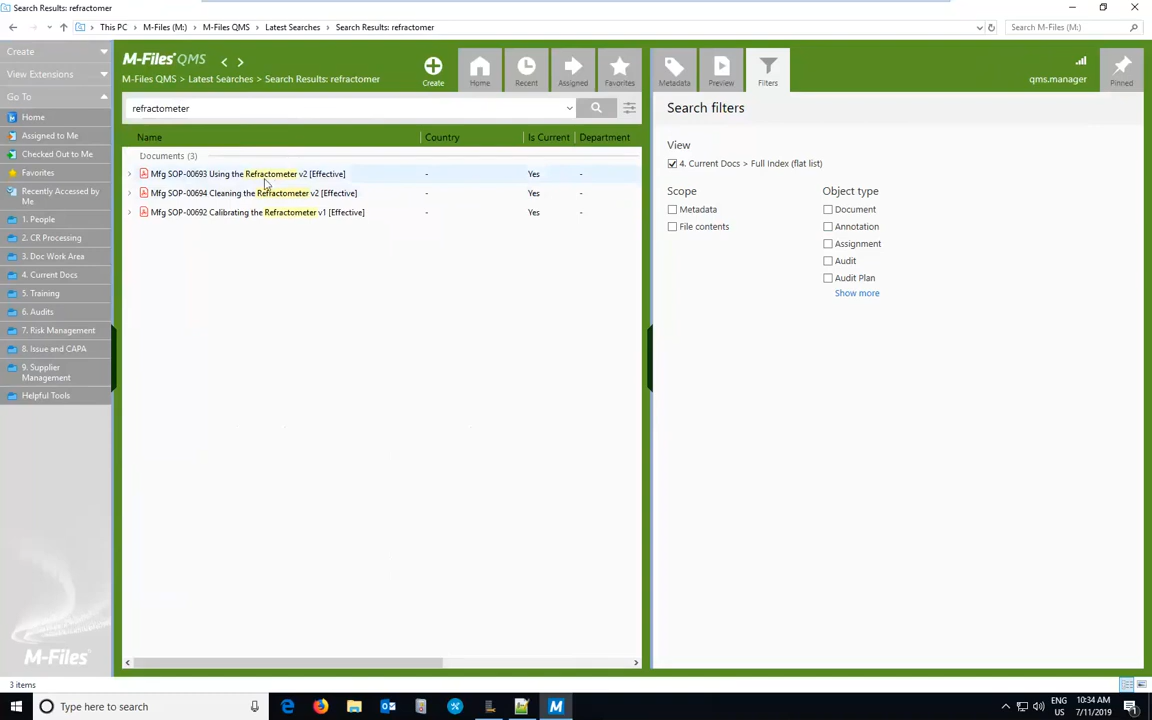 Search Results: refractomer
This PC > M-Files (M:) > M-Files QMS > Latest Searches > Search Results: refractomer
Search M-Files (M:)
Create
View Extensions
Go To
Home
Assigned to Me
Checked Out to Me
Favorites
Recently Accessed by
Me
1. People
2. CR Processing
3. Doc Work Area
4. Current Docs
5. Training
6. Audits
7. Risk Management
8. Issue and CAPA
9. Supplier
Management
Helpful Tools
M-Files
M-Files QMS
M-Files QMS > Latest Searches > Search Results: refractomer
Create
Home
Recent
Assigned
Favorites
Metadata
Preview
Filters
qms.manager
Pinned
refractometer
Name Country Is Current Department
Documents (3)
Mfg SOP-00693 Using the Refractometer v2 [Effective] - Yes -
Mfg SOP-00694 Cleaning the Refractometer v2 [Effective] - Yes -
Mfg SOP-00692 Calibrating the Refractometer v1 [Effective] - Yes -
Search filters
View
4. Current Docs > Full Index (flat list)
Scope
Metadata
File contents
Object type
Document
Annotation
Assignment
Audit
Audit Plan
Show more
3 items
Type here to search
ENG
US
10:34 AM
7/11/2019